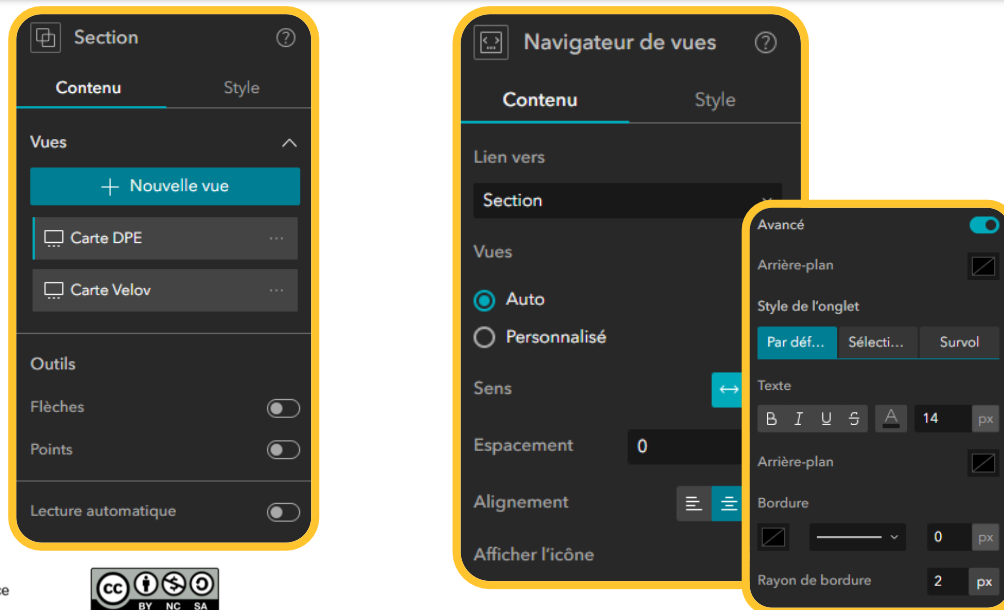 Section
Contenu Style
Vues
+ Nouvelle vue
Carte DPE ...
Carte Velov ...
Outils
Flèches
Points
Lecture automatique
Navigateur de vues
Contenu Style
Lien vers
Section
Vues
Auto
Personnalisé
Sens
Espacement 0
Alignement
Afficher l'icône
Avancé
Arrière-plan
Style de l'onglet
Par déf... Sélecti... Survol
Texte
B I U S A 14 px
Arrière-plan
Bordure
0 px
Rayon de bordure 2 px
cc
BY NC SA